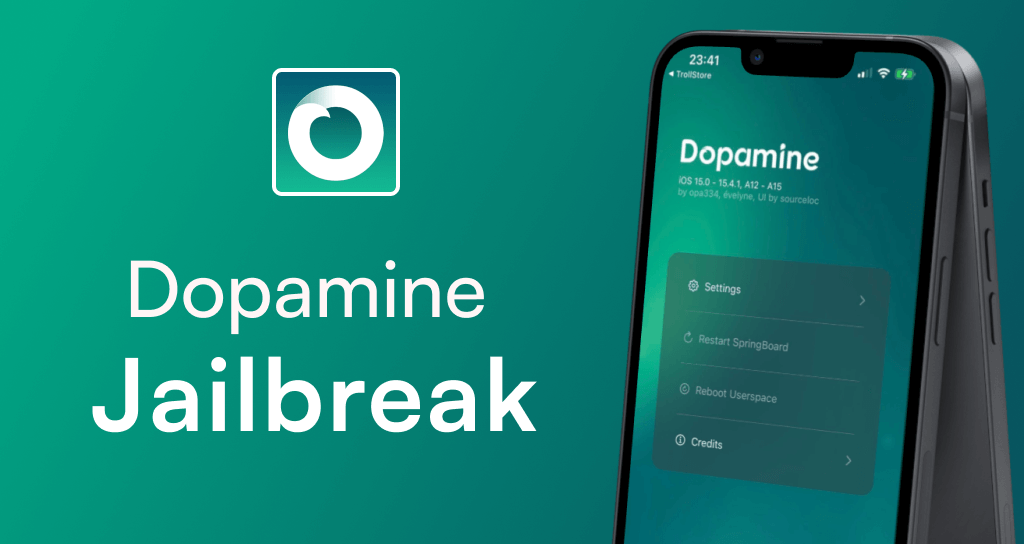 Dopamine
Jailbreak
23:41
◀ TrollStore
Dopamine
iOS 15.0 - 15.4.1, A12 - A15
by opa334, évelyne, UI by sourceloc
Settings
Restart SpringBoard
Reboot Userspace
Credits